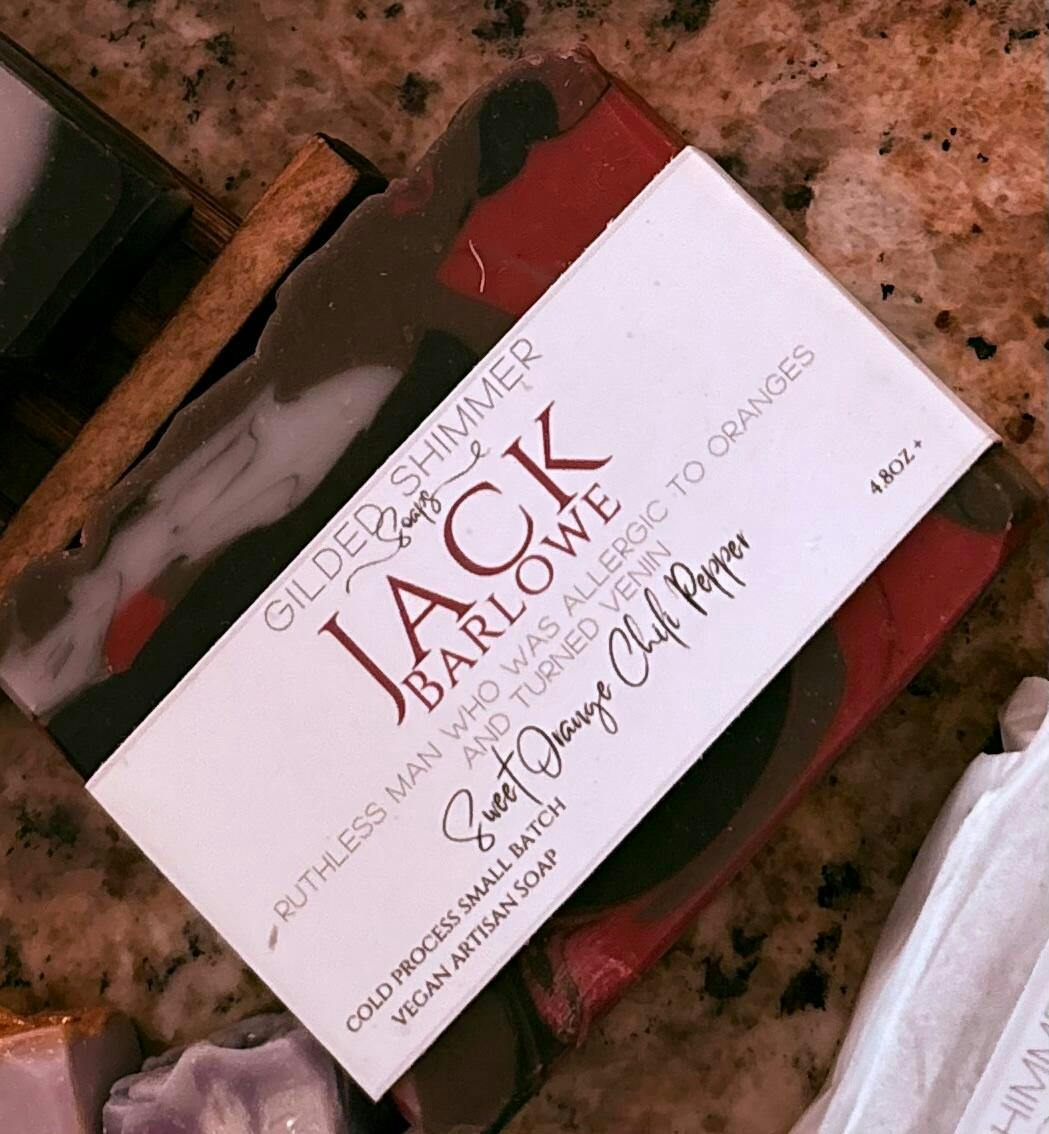 GILDED SHIMMER
Soaps
JACK
BARLOWE
RUTHLESS MAN WHO WAS ALLERGIC TO ORANGES
AND TURNED VENIN
Sweet Orange Chili Pepper
4.8OZ +
COLD PROCESS SMALL BATCH
VEGAN ARTISAN SOAP